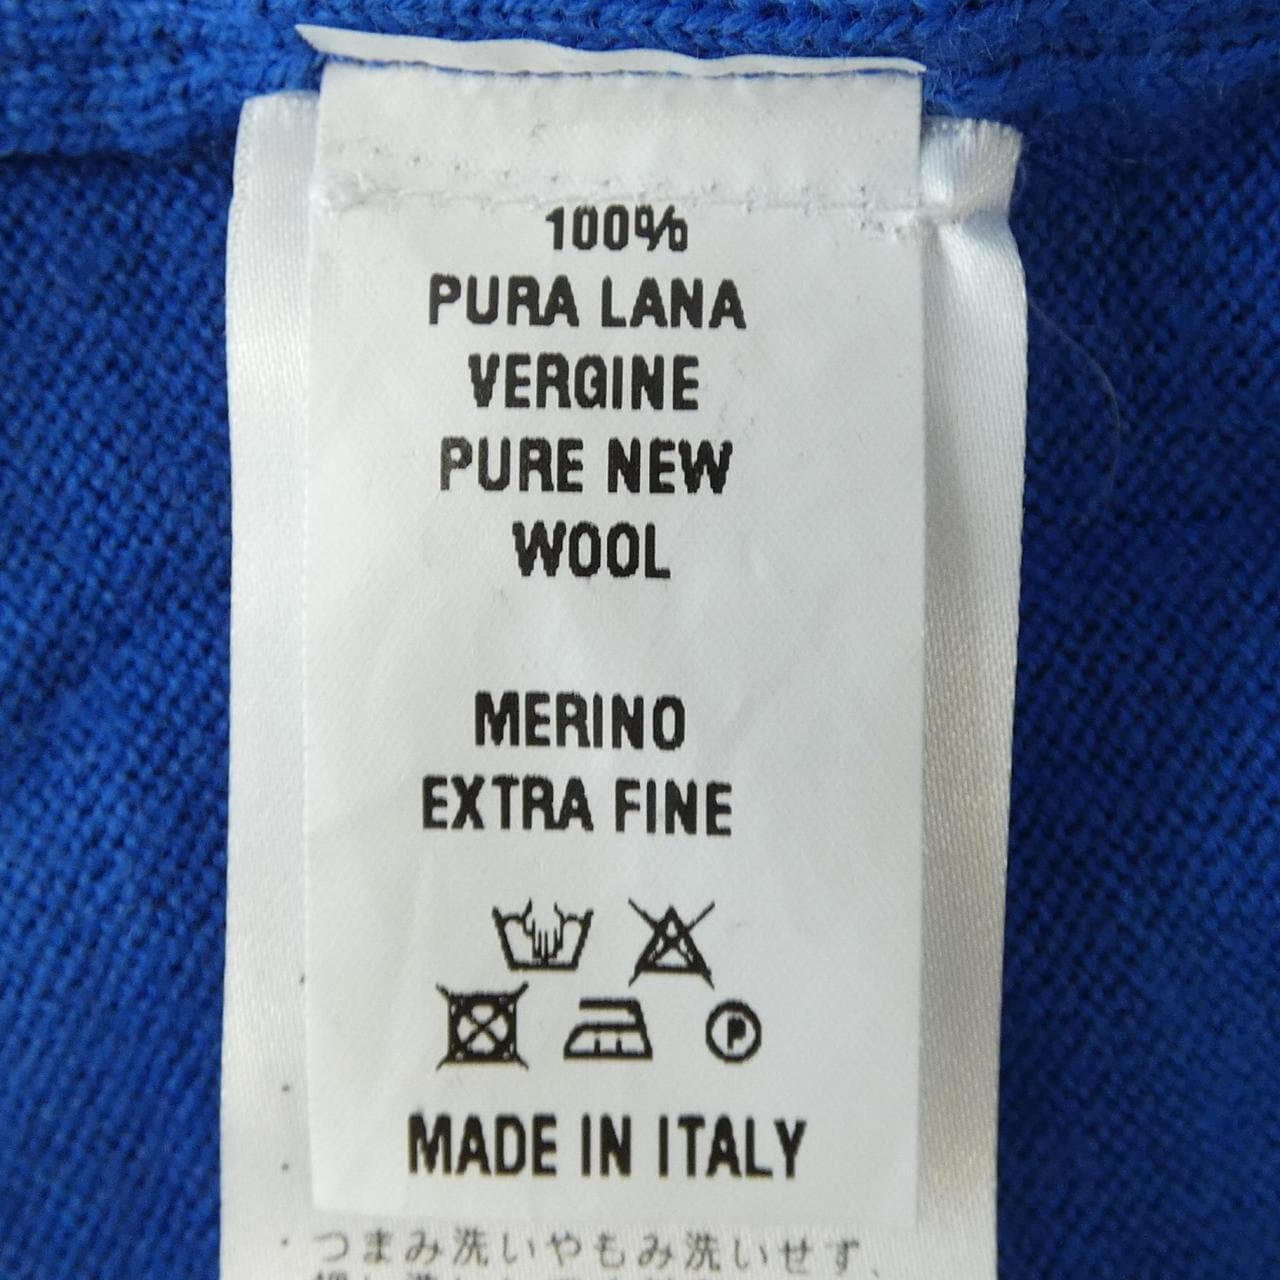 100%
PURA LANA
VERGINE
PURE NEW
WOOL
MERINO
EXTRA FINE
P
MADE IN ITALY
・つまみ洗いやもみ洗いせず、